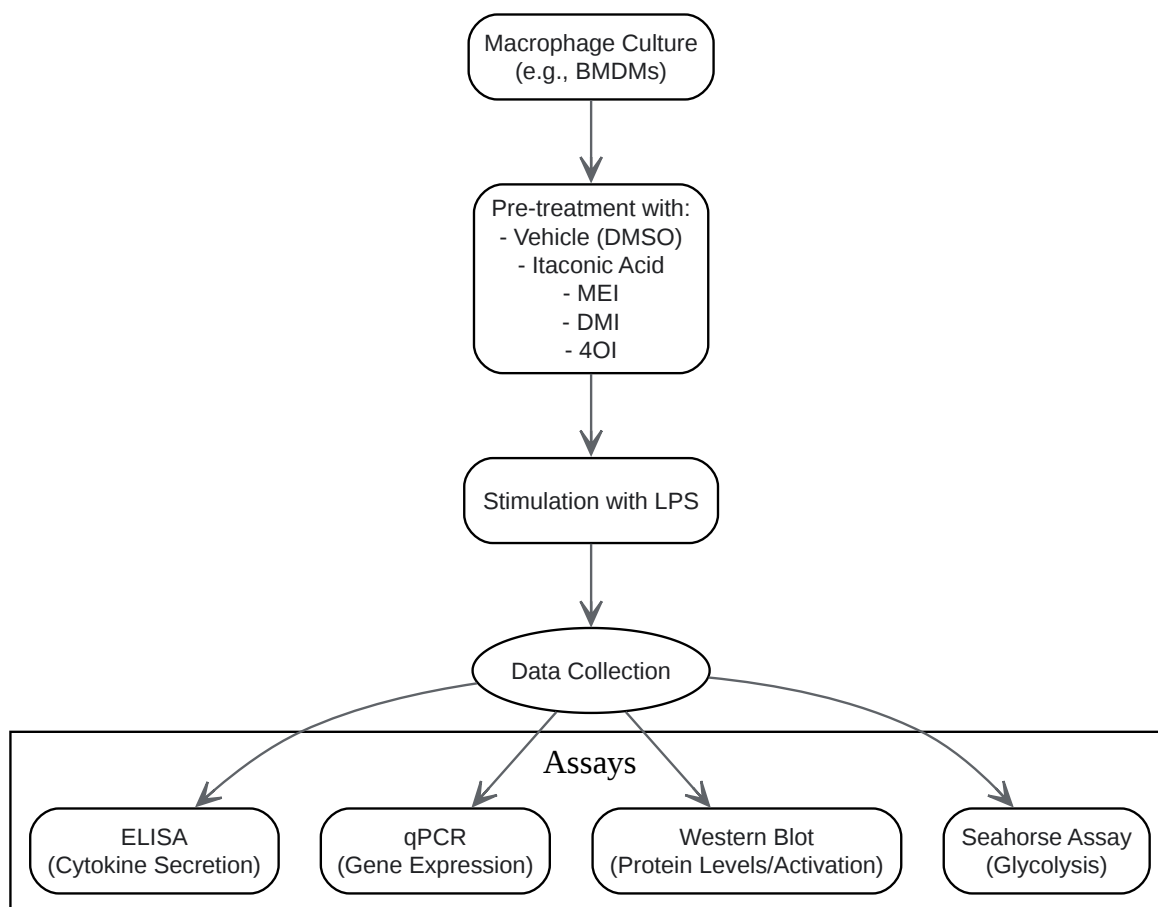 Macrophage Culture
(e.g., BMDMs)
Pre-treatment with:
- Vehicle (DMSO)
- Itaconic Acid
- MEI
- DMI
- 4OI
Stimulation with LPS
Data Collection
Assays
ELISA
(Cytokine Secretion)
qPCR
(Gene Expression)
Western Blot
(Protein Levels/Activation)
Seahorse Assay
(Glycolysis)